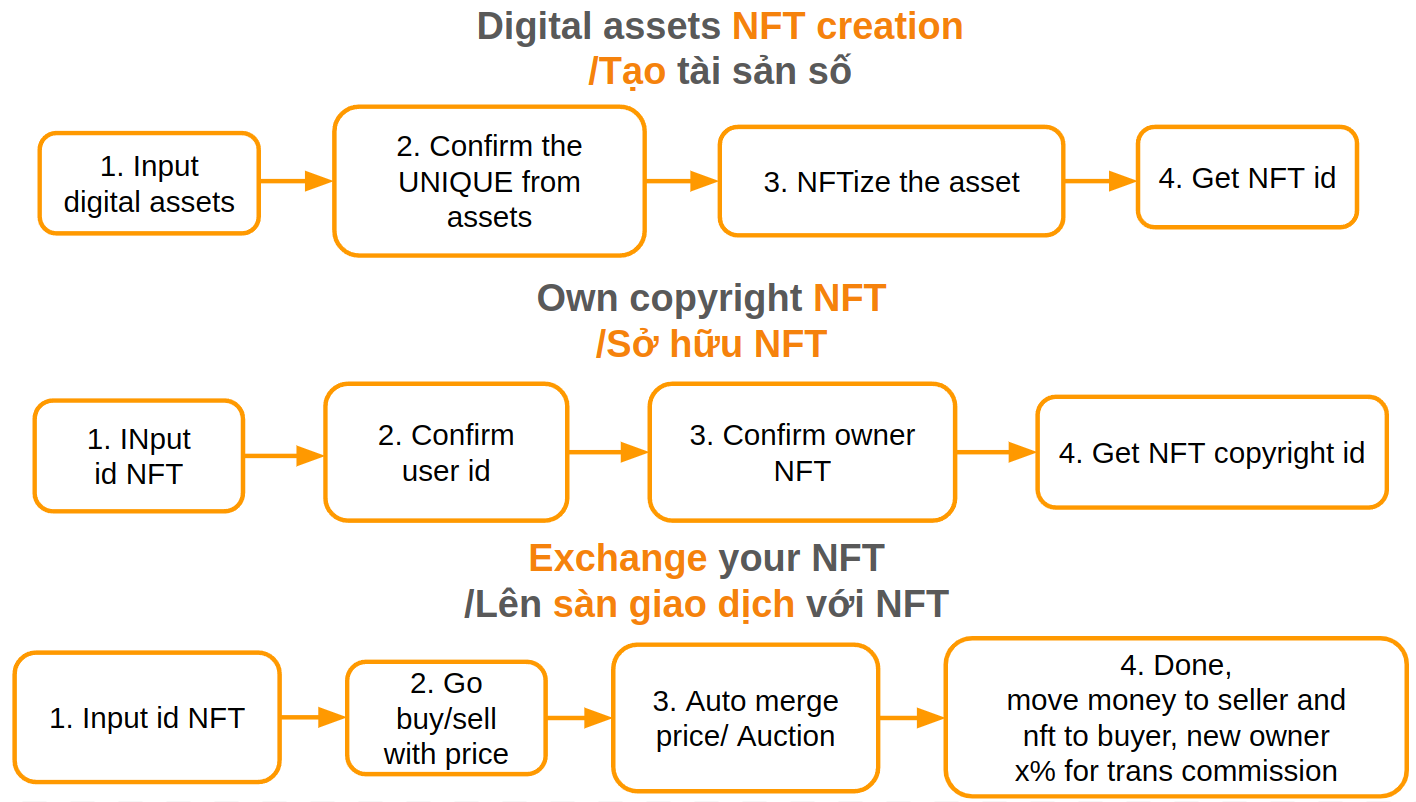 Digital assets NFT creation
/Tạo tài sản số
1. Input
digital assets
2. Confirm the
UNIQUE from
assets
3. NFTize the asset
4. Get NFT id
Own copyright NFT
/Sở hữu NFT
1. INput
id NFT
2. Confirm
user id
3. Confirm owner
NFT
4. Get NFT copyright id
Exchange your NFT
/Lên sàn giao dịch với NFT
1. Input id NFT
2. Go
buy/sell
with price
3. Auto merge
price/ Auction
4. Done,
move money to seller and
nft to buyer, new owner
x% for trans commission